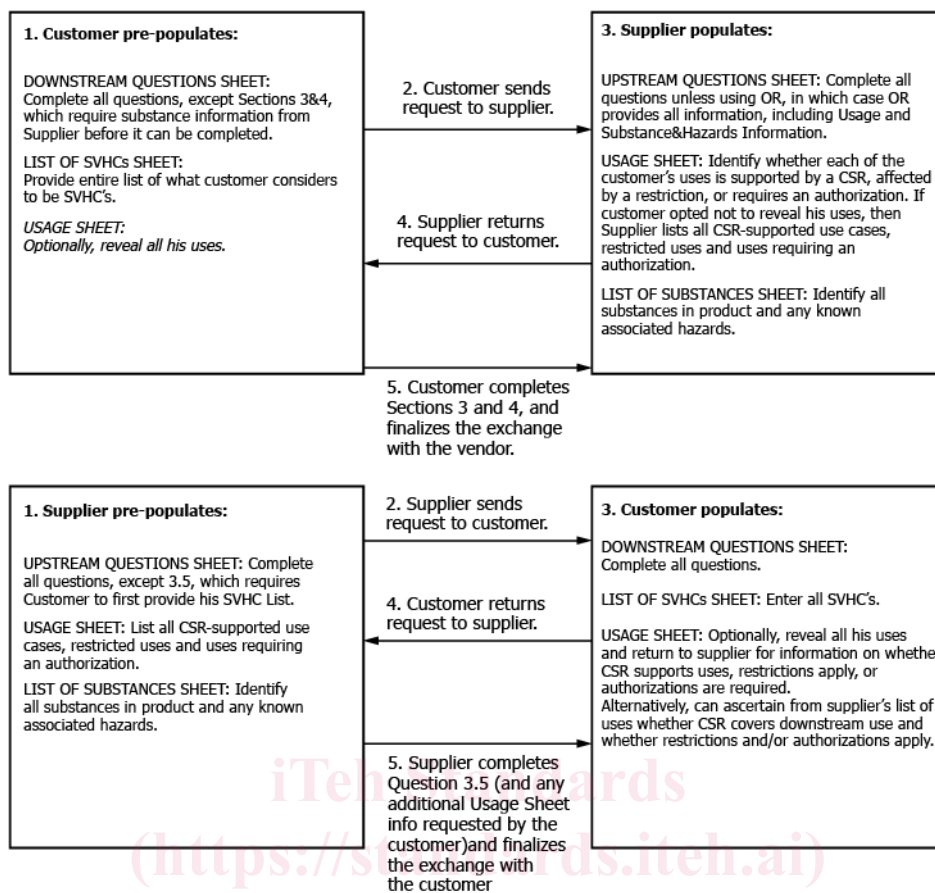 1. Customer pre-populates:
DOWNSTREAM QUESTIONS SHEET:
Complete all questions, except Sections 3&4,
which require substance information from
Supplier before it can be completed.
LIST OF SVHCs SHEET:
Provide entire list of what customer considers
to be SVHC's.
USAGE SHEET:
Optionally, reveal all his uses.
2. Customer sends
request to supplier.
4. Supplier returns
request to customer.
5. Customer completes
Sections 3 and 4, and
finalizes the exchange
with the vendor.
3. Supplier populates:
UPSTREAM QUESTIONS SHEET: Complete all
questions unless using OR, in which case OR
provides all information, including Usage and
Substance&Hazards Information.
USAGE SHEET: Identify whether each of the
customer's uses is supported by a CSR, affected
by a restriction, or requires an authorization. If
customer opted not to reveal his uses, then
Supplier lists all CSR-supported use cases,
restricted uses and uses requiring an
authorization.
LIST OF SUBSTANCES SHEET: Identify all
substances in product and any known
associated hazards.
1. Supplier pre-populates:
UPSTREAM QUESTIONS SHEET: Complete
all questions, except 3.5, which requires
Customer to first provide his SVHC List.
USAGE SHEET: List all CSR-supported use
cases, restricted uses and uses requiring
an authorization.
LIST OF SUBSTANCES SHEET: Identify
all substances in product and any known
associated hazards.
2. Supplier sends
request to customer.
4. Customer returns
request to supplier.
5. Supplier completes
Question 3.5 (and any
additional Usage Sheet
info requested by the
customer)and finalizes
the exchange with
the customer
3. Customer populates:
DOWNSTREAM QUESTIONS SHEET:
Complete all questions.
LIST OF SVHCs SHEET: Enter all SVHC's.
USAGE SHEET: Optionally, reveal all his uses
and return to supplier for information on whethe
CSR supports uses, restrictions apply, or
authorizations are required.
Alternatively, can ascertain from supplier's list of
uses whether CSR covers downstream use and
whether restrictions and/or authorizations apply.
iTeh Standards
(https://standards.iteh.ai)